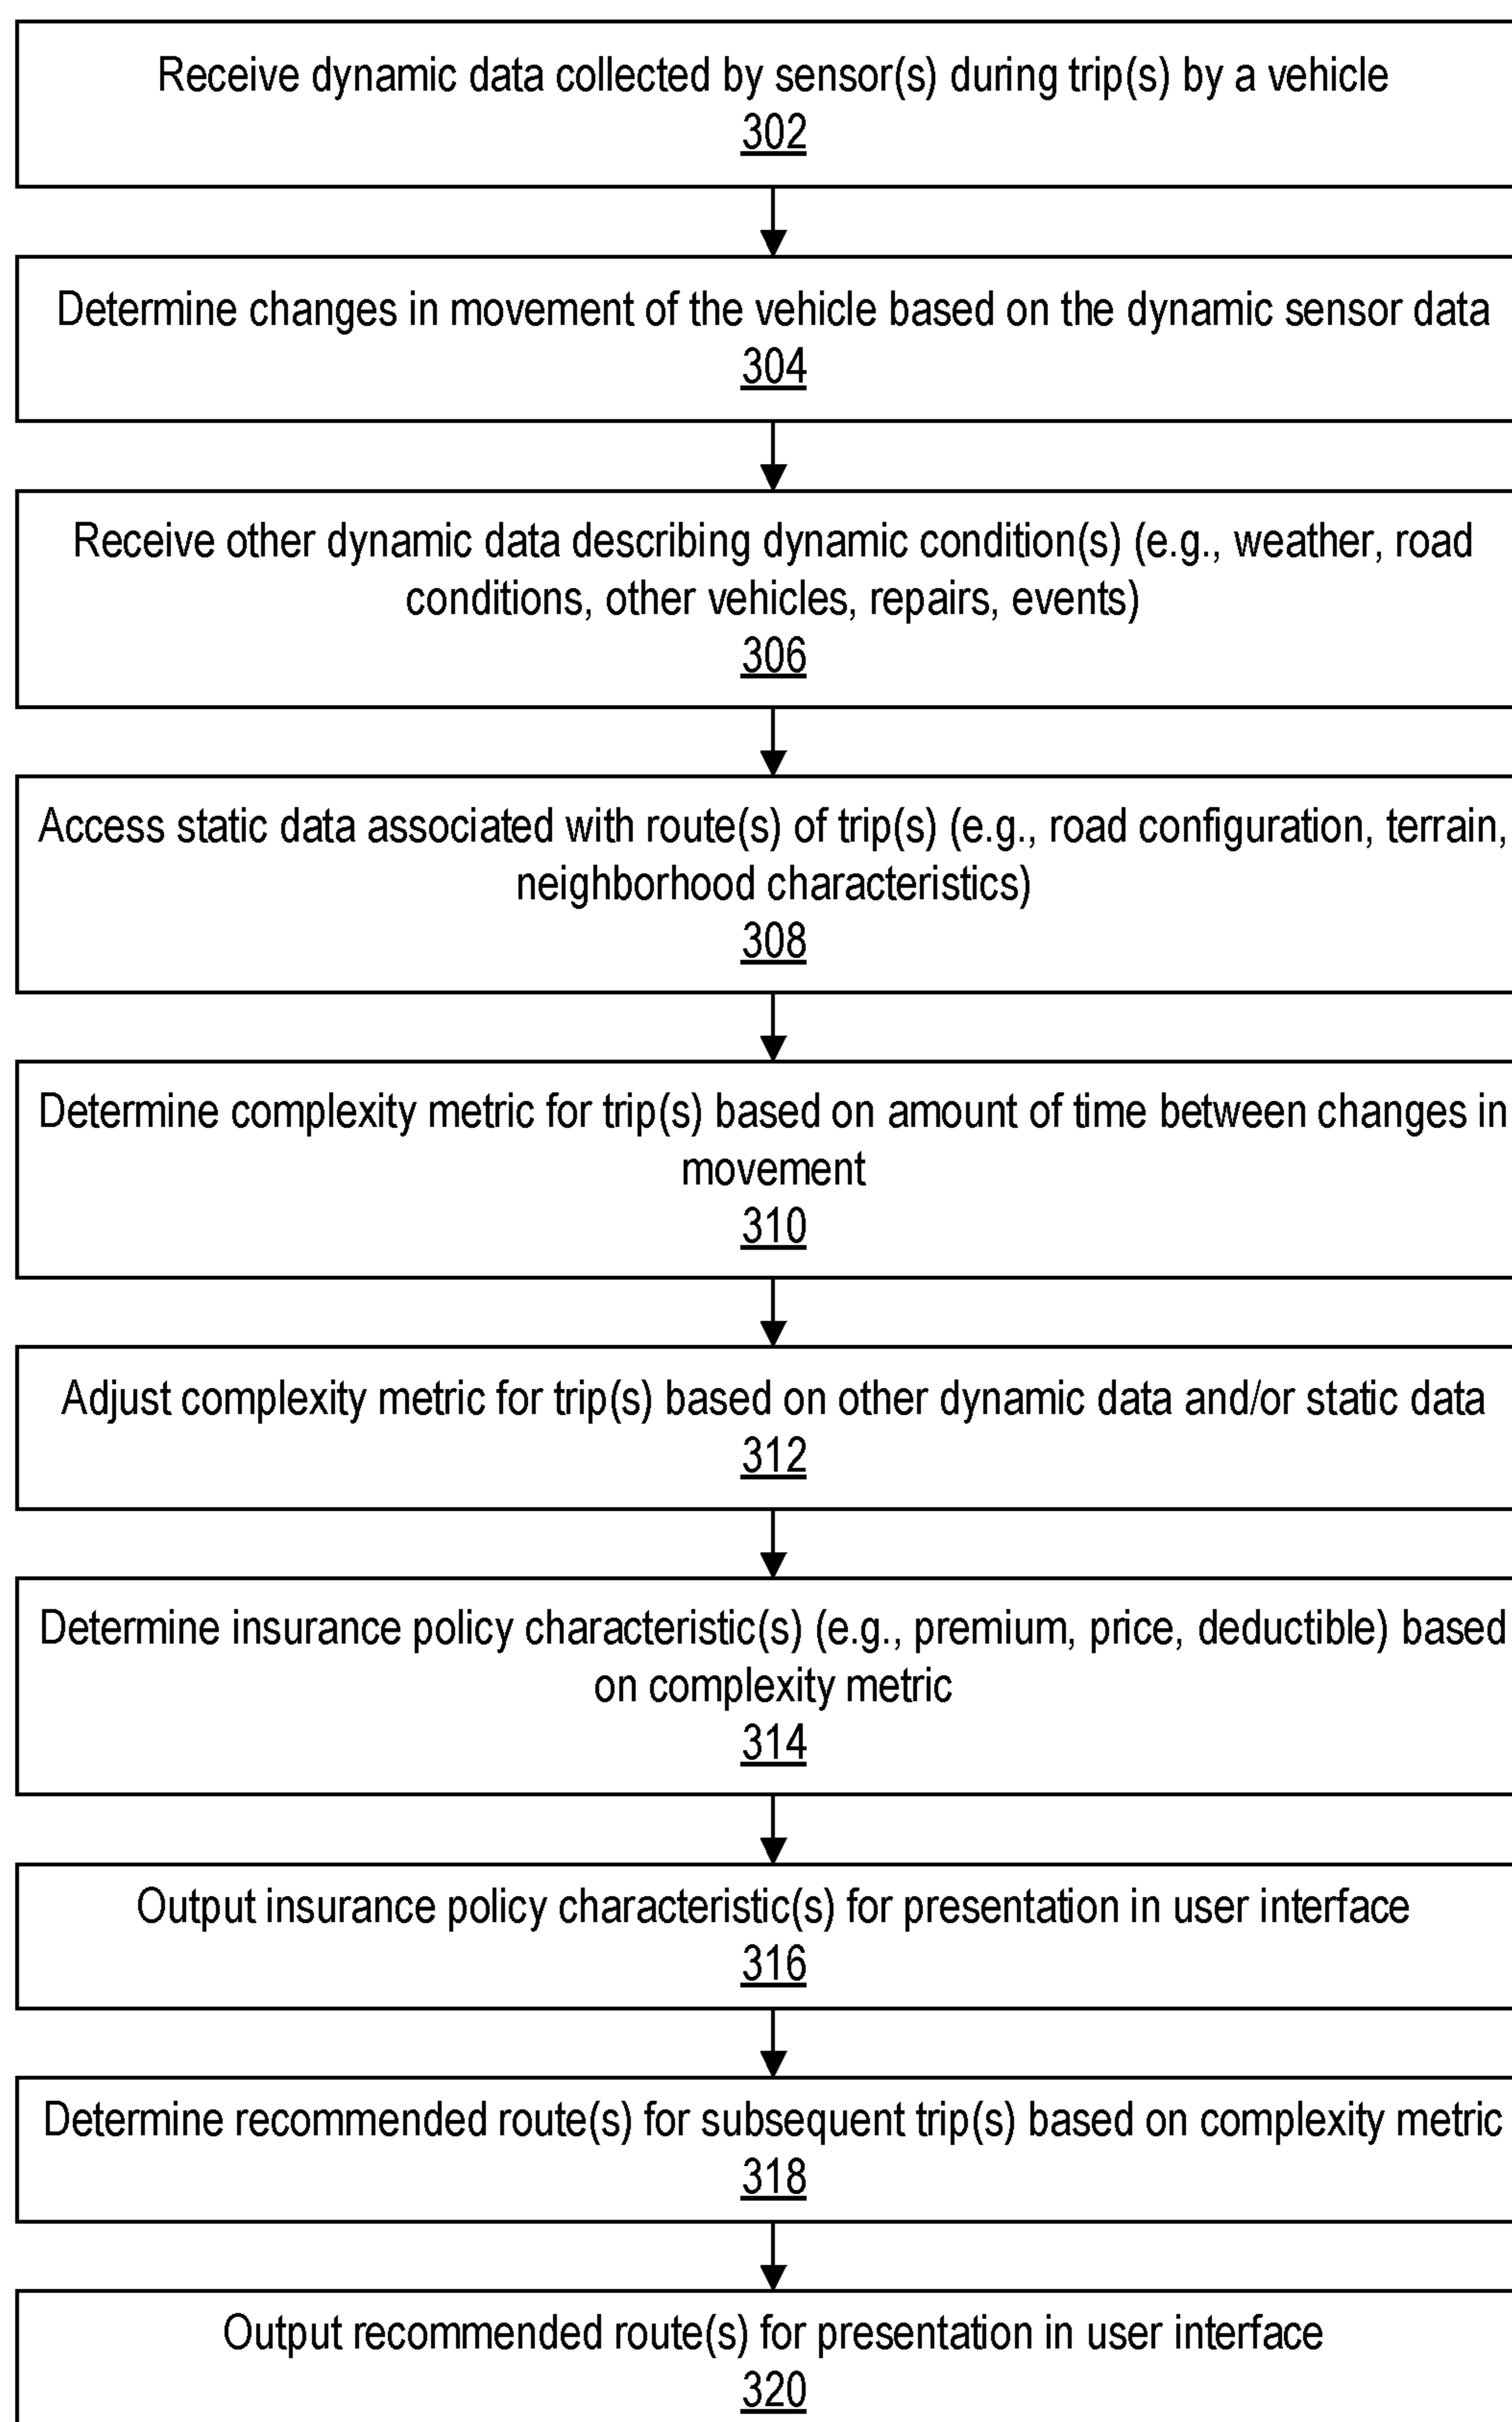 Receive dynamic data collected by sensor(s) during trip(s) by a vehicle
302
Determine changes in movement of the vehicle based on the dynamic sensor data
304
Receive other dynamic data describing dynamic condition(s) (e.g., weather, road
conditions, other vehicles, repairs, events)
306
Access static data associated with route(s) of trip(s) (e.g., road configuration, terrain,
neighborhood characteristics)
308
Determine complexity metric for trip(s) based on amount of time between changes in
movement
310
Adjust complexity metric for trip(s) based on other dynamic data and/or static data
312
Determine insurance policy characteristic(s) (e.g., premium, price, deductible) based
on complexity metric
314
Output insurance policy characteristic(s) for presentation in user interface
316
Determine recommended route(s) for subsequent trip(s) based on complexity metric
318
Output recommended route(s) for presentation in user interface
320